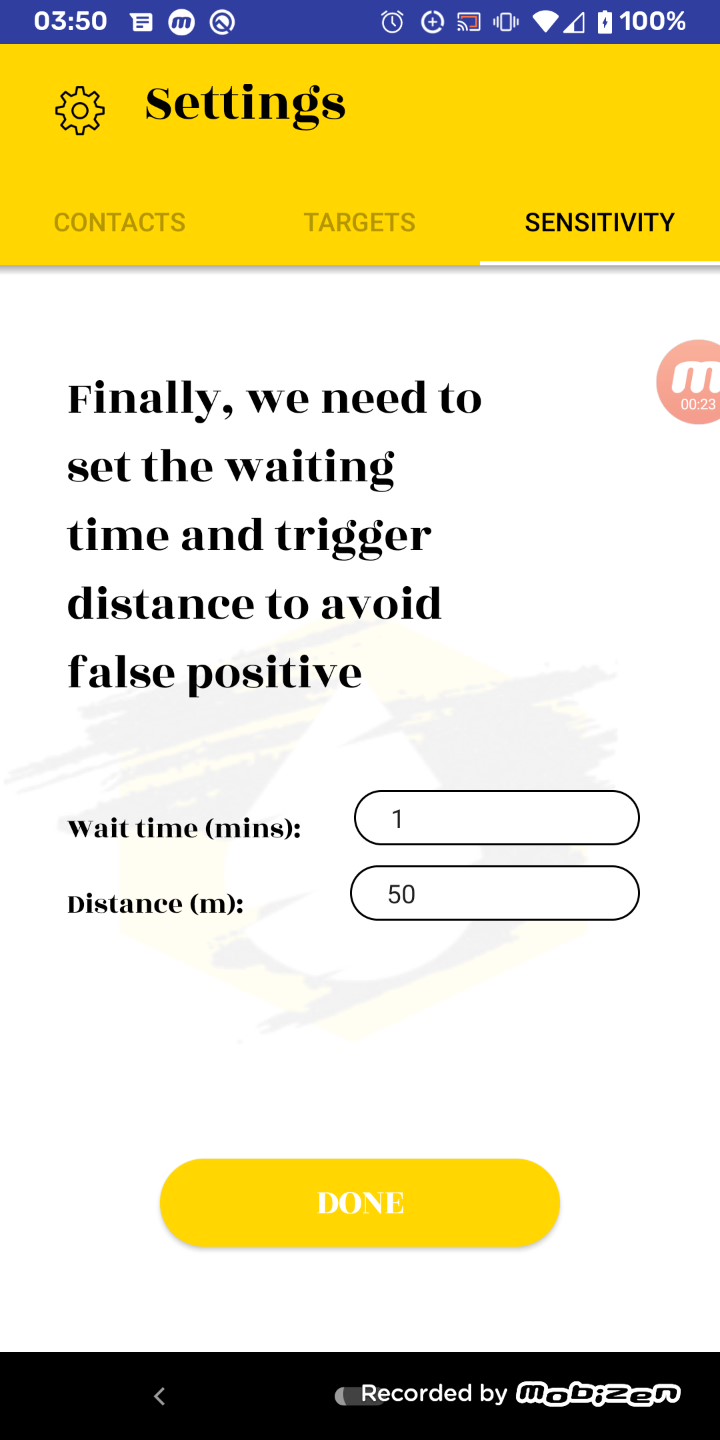 03:50
100%
Settings
CONTACTS TARGETS SENSITIVITY
00:23
Finally, we need to
set the waiting
time and trigger
distance to avoid
false positive
Wait time (mins): 1
Distance (m): 50
DONE
Recorded by mobizen